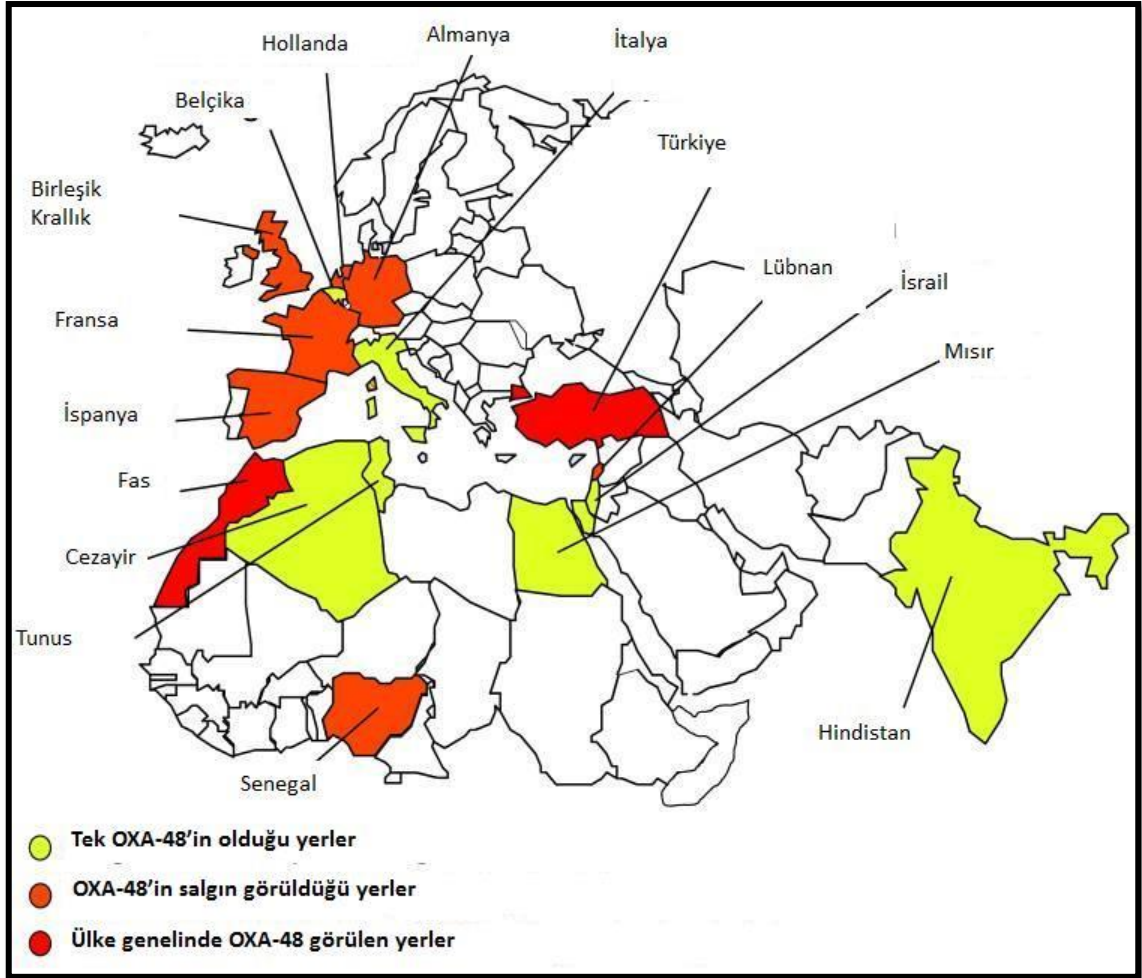 Hollanda
Almanya
İtalya
Belçika
Türkiye
Birleşik
Krallık
Lübnan
İsrail
Fransa
Mısır
İspanya
Fas
Cezayir
Tunus
Hindistan
Senegal
Tek OXA-48’in olduğu yerler
OXA-48’in salgın görüldüğü yerler
Ülke genelinde OXA-48 görülen yerler